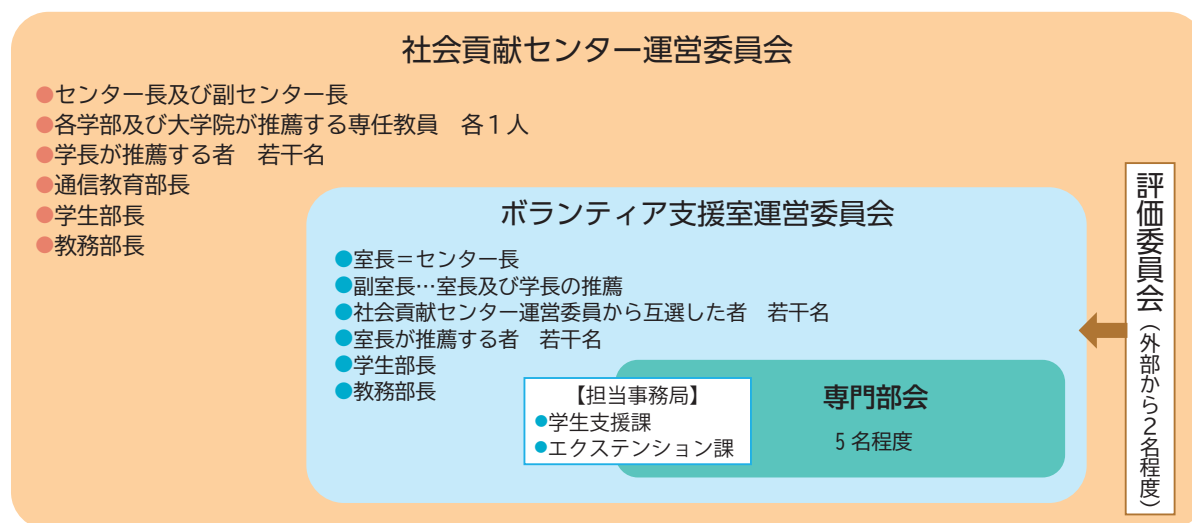 社会貢献センター運営委員会
●センター長及び副センター長
●各学部及び大学院が推薦する専任教員　各１人
●学長が推薦する者　若干名
●通信教育部長
●学生部長
●教務部長
ボランティア支援室運営委員会
●室長＝センター長
●副室長…室長及び学長の推薦
●社会貢献センター運営委員から互選した者　若干名
●室長が推薦する者　若干名
●学生部長
●教務部長
【担当事務局】
●学生支援課
●エクステンション課
専門部会
5 名程度
評価委員会（外部から２名程度）